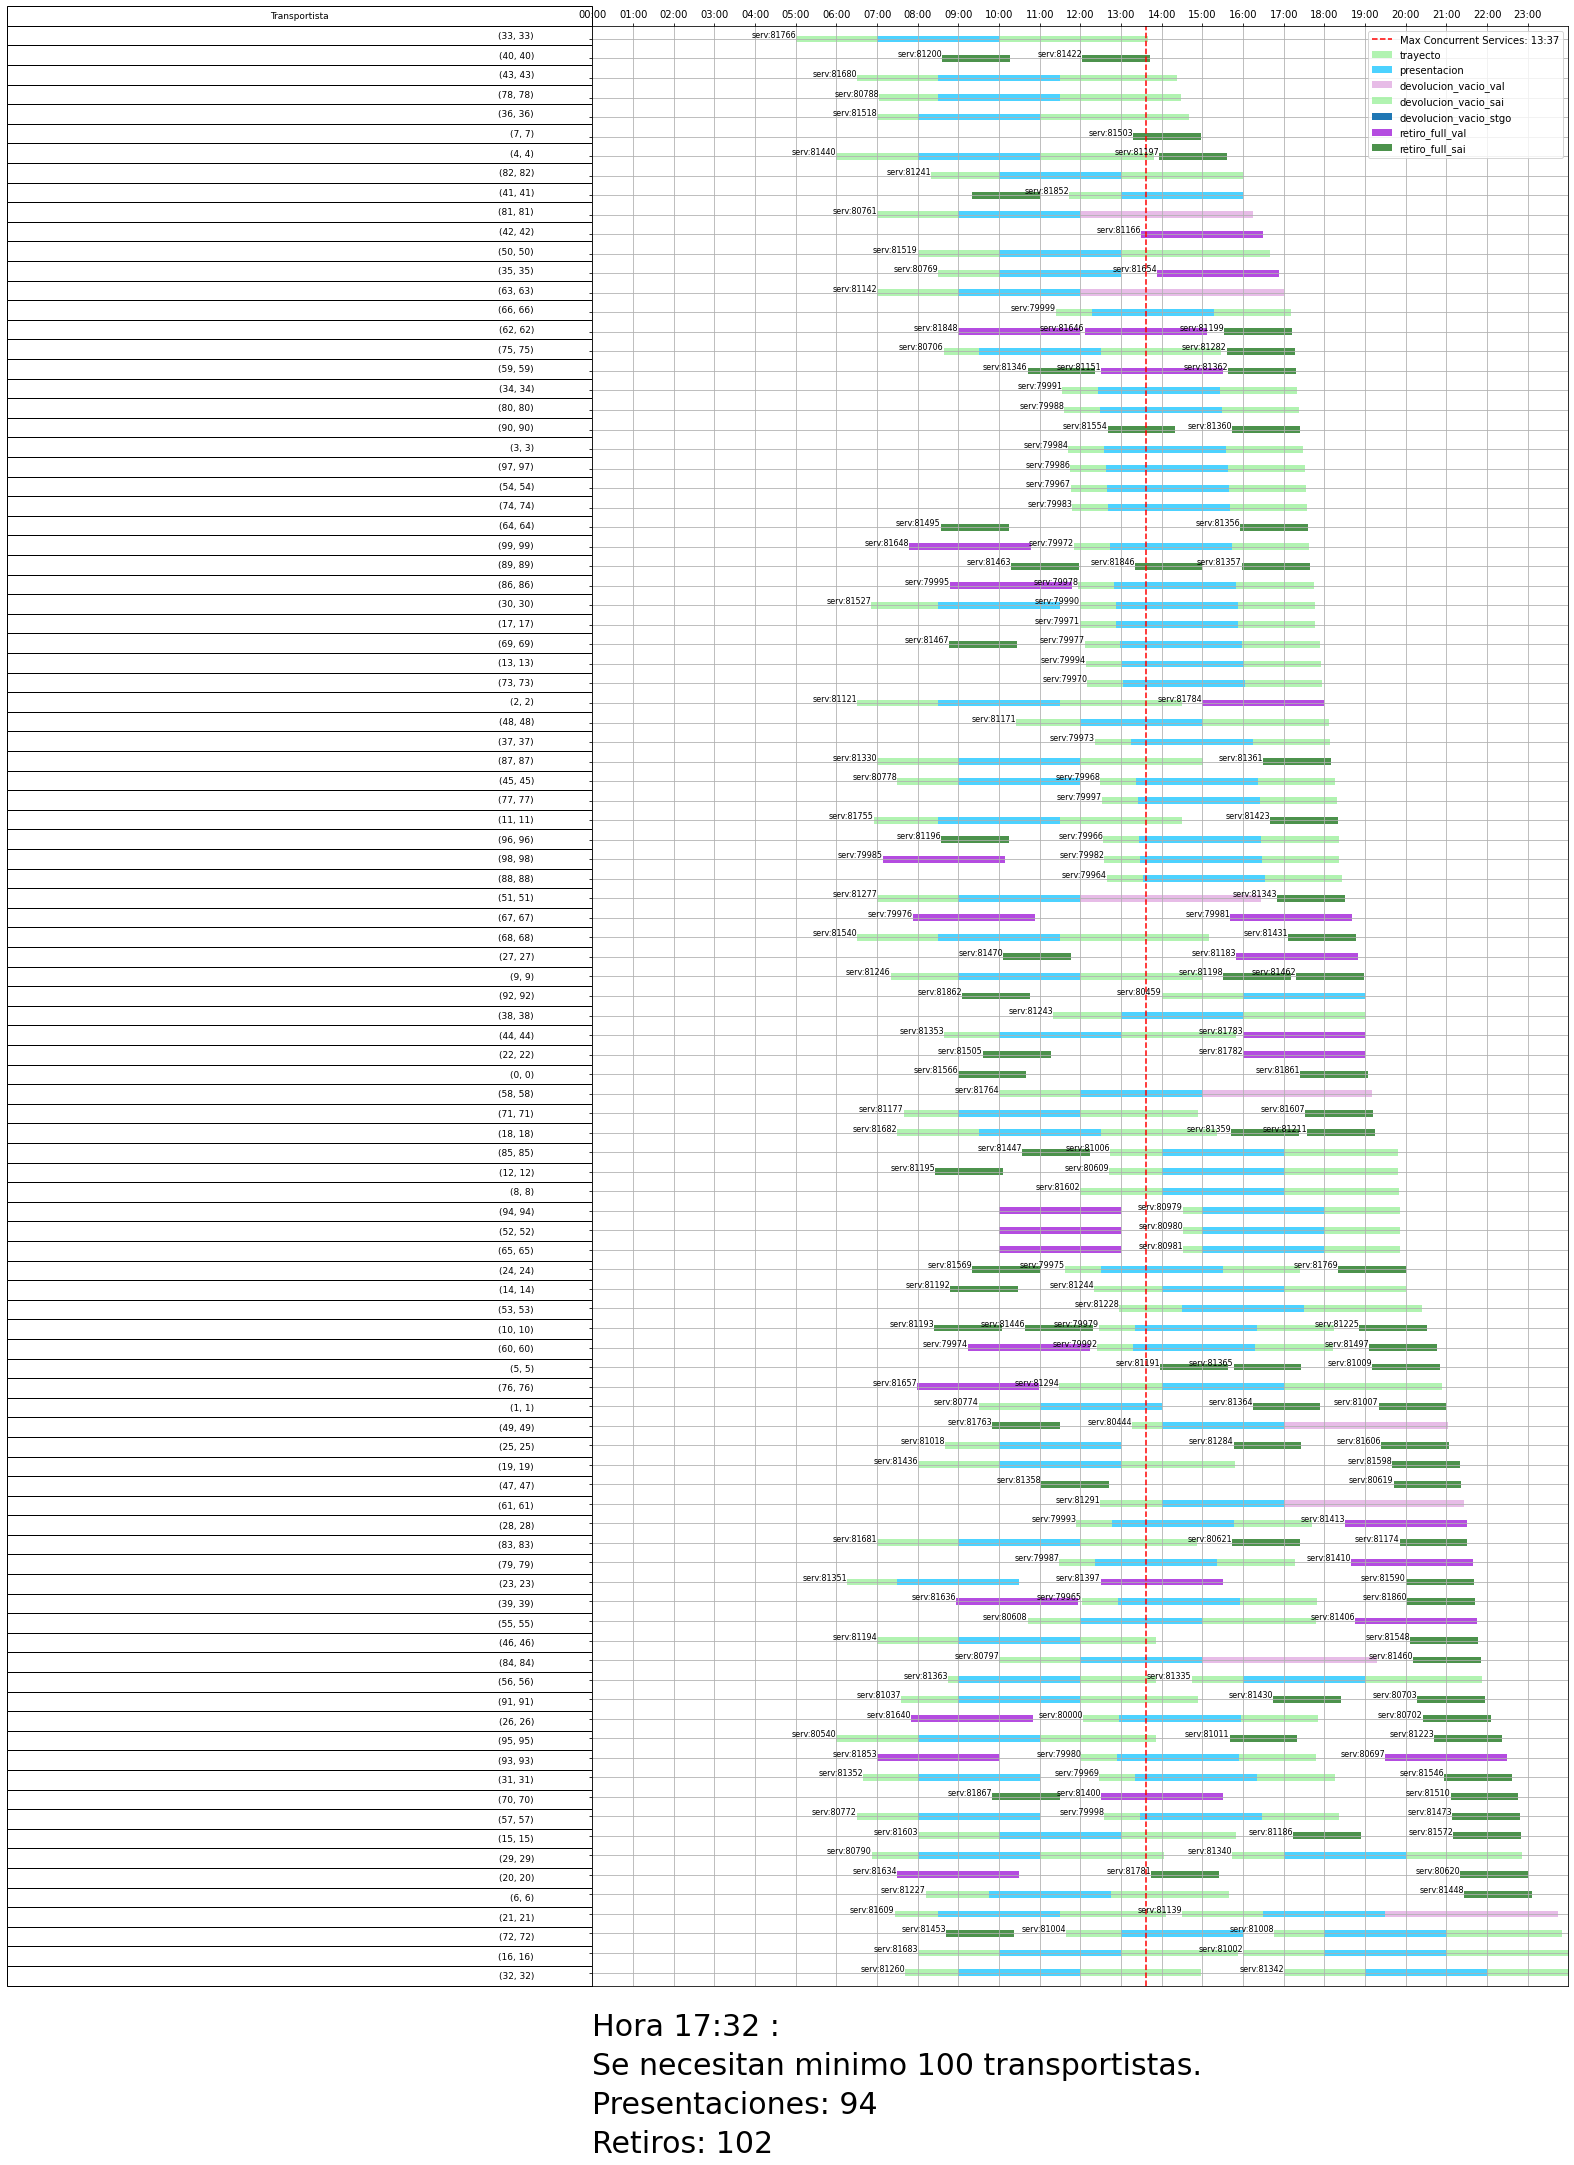 Transportista
00:00 01:00 02:00 03:00 04:00 05:00 06:00 07:00 08:00 09:00 10:00 11:00 12:00 13:00 14:00 15:00 16:00 17:00 18:00 19:00 20:00 21:00 22:00 23:00
Max Concurrent Services: 13:37
trayecto
presentacion
devolucion_vacio_val
devolucion_vacio_sai
devolucion_vacio_stgo
retiro_full_val
retiro_full_sai
(33, 33) serv:81766
(40, 40) serv:81200 serv:81422
(43, 43) serv:81680
(78, 78) serv:80788
(36, 36) serv:81518
(7, 7) serv:81503
(4, 4) serv:81440 serv:81197
(82, 82) serv:81241
(41, 41) serv:81852
(81, 81) serv:80761
(42, 42) serv:81166
(50, 50) serv:81519
(35, 35) serv:80769 serv:81654
(63, 63) serv:81142
(66, 66) serv:79999
(62, 62) serv:81848 serv:81646 serv:81199
(75, 75) serv:80706 serv:81282
(59, 59) serv:81346 serv:81151 serv:81362
(34, 34) serv:79991
(80, 80) serv:79988
(90, 90) serv:81554 serv:81360
(3, 3) serv:79984
(97, 97) serv:79986
(54, 54) serv:79967
(74, 74) serv:79983
(64, 64) serv:81495 serv:81356
(99, 99) serv:81648 serv:79972
(89, 89) serv:81463 serv:81846 serv:81357
(86, 86) serv:79995 serv:79978
(30, 30) serv:81527 serv:79990
(17, 17) serv:79971
(69, 69) serv:81467 serv:79977
(13, 13) serv:79994
(73, 73) serv:79970
(2, 2) serv:81121 serv:81784
(48, 48) serv:81171
(37, 37) serv:79973
(87, 87) serv:81330 serv:81361
(45, 45) serv:80778 serv:79968
(77, 77) serv:79997
(11, 11) serv:81755 serv:81423
(96, 96) serv:81196 serv:79966
(98, 98) serv:79985 serv:79982
(88, 88) serv:79964
(51, 51) serv:81277 serv:81343
(67, 67) serv:79976 serv:79981
(68, 68) serv:81540 serv:81431
(27, 27) serv:81470 serv:81183
(9, 9) serv:81246 serv:81198 serv:81462
(92, 92) serv:81862 serv:80459
(38, 38) serv:81243
(44, 44) serv:81353 serv:81783
(22, 22) serv:81505 serv:81782
(0, 0) serv:81566 serv:81861
(58, 58) serv:81764
(71, 71) serv:81177 serv:81607
(18, 18) serv:81682 serv:81359 serv:81211
(85, 85) serv:81447 serv:81006
(12, 12) serv:81195 serv:80609
(8, 8) serv:81602
(94, 94) serv:80979
(52, 52) serv:80980
(65, 65) serv:80981
(24, 24) serv:81569 serv:79975 serv:81769
(14, 14) serv:81192 serv:81244
(53, 53) serv:81228
(10, 10) serv:81193 serv:81446 serv:79979 serv:81225
(60, 60) serv:79974 serv:79992 serv:81497
(5, 5) serv:81191 serv:81365 serv:81009
(76, 76) serv:81657 serv:81294
(1, 1) serv:80774 serv:81364 serv:81007
(49, 49) serv:81763 serv:80444
(25, 25) serv:81018 serv:81284 serv:81606
(19, 19) serv:81436 serv:81598
(47, 47) serv:81358 serv:80619
(61, 61) serv:81291
(28, 28) serv:79993 serv:81413
(83, 83) serv:81681 serv:80621 serv:81174
(79, 79) serv:79987 serv:81410
(23, 23) serv:81351 serv:81397 serv:81590
(39, 39) serv:81636 serv:79965 serv:81860
(55, 55) serv:80608 serv:81406
(46, 46) serv:81194 serv:81548
(84, 84) serv:80797 serv:81460
(56, 56) serv:81363 serv:81335
(91, 91) serv:81037 serv:81430 serv:80703
(26, 26) serv:81640 serv:80000 serv:80702
(95, 95) serv:80540 serv:81011 serv:81223
(93, 93) serv:81853 serv:79980 serv:80697
(31, 31) serv:81352 serv:79969 serv:81546
(70, 70) serv:81867 serv:81400 serv:81510
(57, 57) serv:80772 serv:79998 serv:81473
(15, 15) serv:81603 serv:81186 serv:81572
(29, 29) serv:80790 serv:81340
(20, 20) serv:81634 serv:81781 serv:80620
(6, 6) serv:81227 serv:81448
(21, 21) serv:81609 serv:81139
(72, 72) serv:81453 serv:81004 serv:81008
(16, 16) serv:81683 serv:81002
(32, 32) serv:81260 serv:81342
Hora 17:32 :
Se necesitan minimo 100 transportistas.
Presentaciones: 94
Retiros: 102